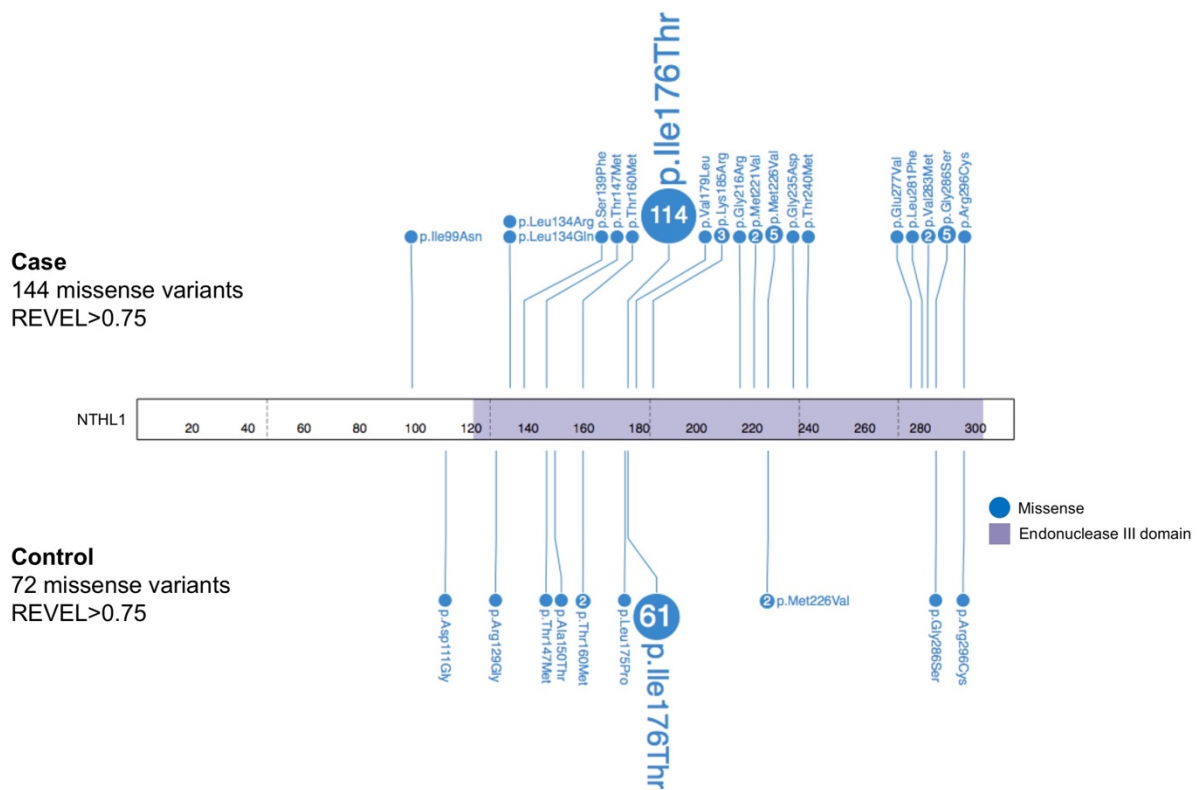 p.Ile176Thr
114
p.Ser139Phe
p.Thr147Met
p.Thr160Met
p.Val179Leu
p.Lys185Arg
3
p.Gly216Arg
p.Met221Val
2
p.Met226Val
5
p.Gly235Asp
p.Thr240Met
p.Glu277Val
p.Leu281Phe
p.Val283Met
2
p.Gly286Ser
5
p.Arg296Cys
p.Leu134Arg
p.Ile99Asn
p.Leu134Gln
Case
144 missense variants
REVEL>0.75
NTHL1
20 40 60 80 100 120 140 160 180 200 220 240 260 280 300
Missense
Endonuclease III domain
Control
72 missense variants
REVEL>0.75
p.Asp111Gly
p.Arg129Gly
p.Thr147Met
p.Ala150Thr
2
p.Thr160Met
p.Leu175Pro
61
p.Ile176Thr
2 p.Met226Val
p.Gly286Ser
p.Arg296Cys